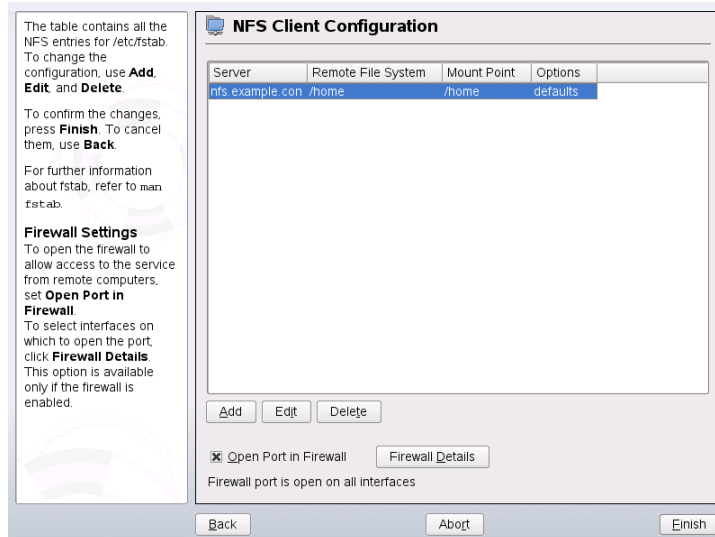 The table contains all the
NFS entries for /etc/fstab.
To change the
configuration, use Add,
Edit, and Delete.
To confirm the changes,
press Finish. To cancel
them, use Back.
For further information
about fstab, refer to man
fstab.
Firewall Settings
To open the firewall to
allow access to the service
from remote computers,
set Open Port in
Firewall.
To select interfaces on
which to open the port,
click Firewall Details.
This option is available
only if the firewall is
enabled.
NFS Client Configuration
Server Remote File System Mount Point Options
nfs.example.con /home /home defaults
Add Edit Delete
Open Port in Firewall Firewall Details
Firewall port is open on all interfaces
Back Abort Finish